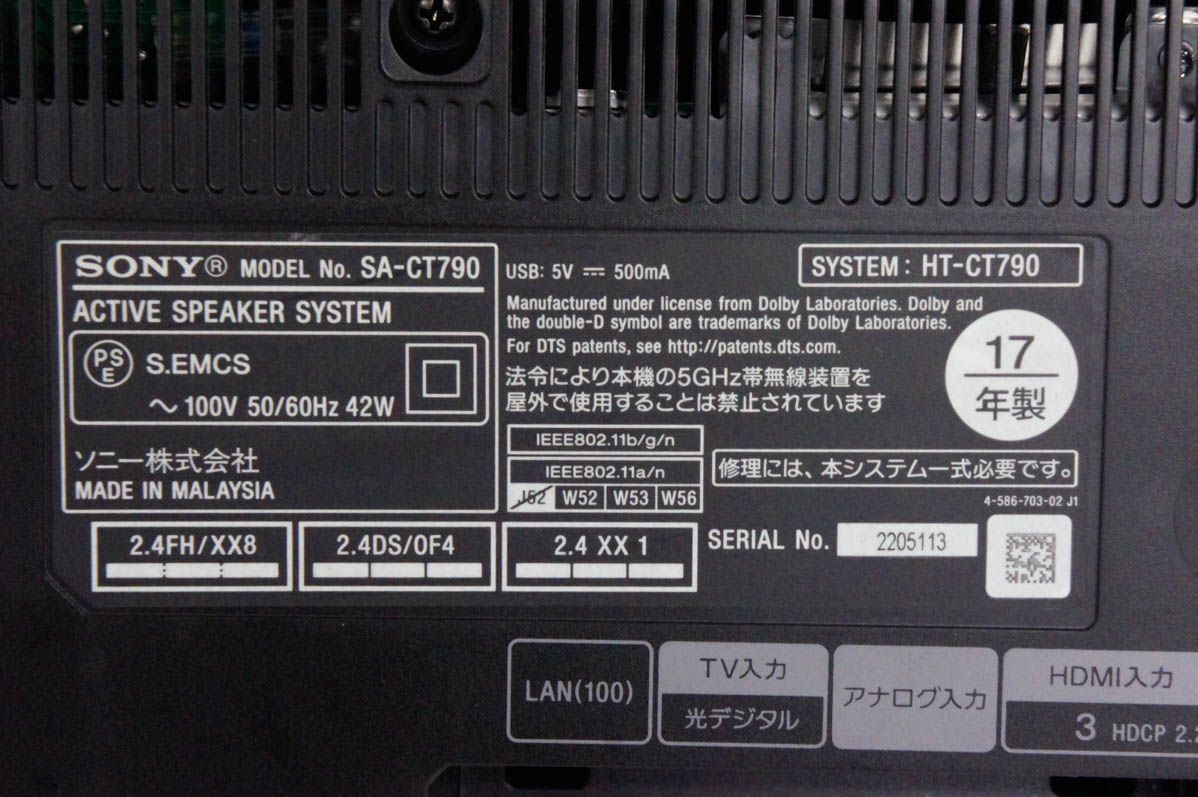 SONY® MODEL No. SA-CT790
ACTIVE SPEAKER SYSTEM
PSE S.EMCS
～100V 50/60Hz 42W
ソニー株式会社
MADE IN MALAYSIA
USB: 5V ⎓ 500mA
SYSTEM: HT-CT790
Manufactured under license from Dolby Laboratories. Dolby and
the double-D symbol are trademarks of Dolby Laboratories.
For DTS patents, see http://patents.dts.com.
法令により本機の5GHz帯無線装置を
屋外で使用することは禁止されています
17
年製
IEEE802.11b/g/n
IEEE802.11a/n
J52 W52 W53 W56
修理には、本システム一式必要です。
4-586-703-02 J1
2.4FH/XX8
2.4DS/OF4
2.4 XX 1
SERIAL No. 2205113
LAN(100)
TV入力
光デジタル
アナログ入力
HDMI入力
3 HDCP 2.2